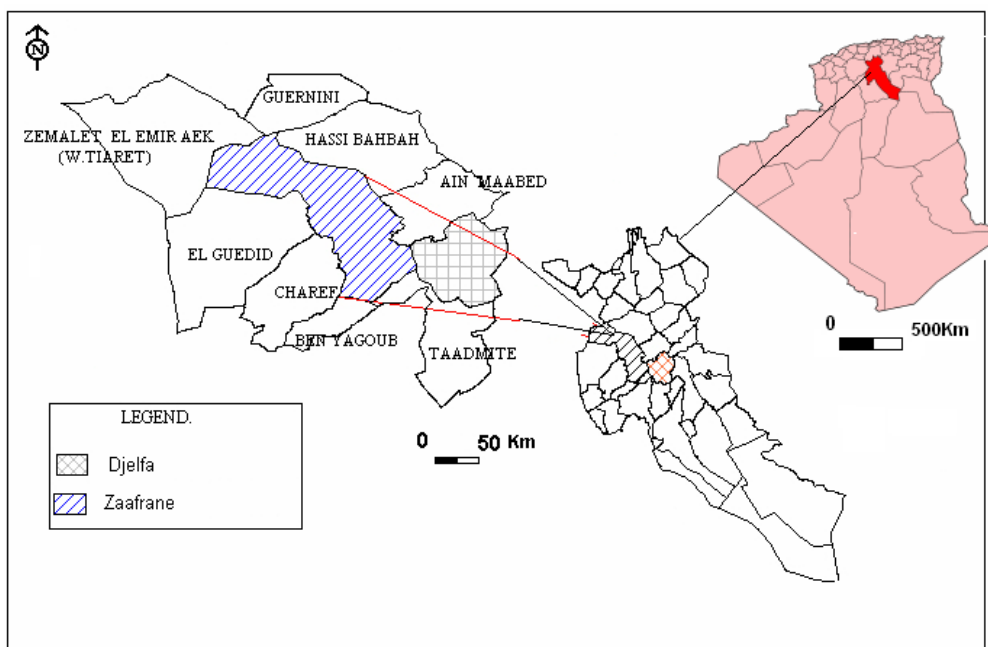 N
GUERNINI
ZEMALET EL EMIR AEK
(W.TIARET)
HASSI BAHBAH
AIN MAABED
EL GUEDID
CHAREF
BEN YAGOUB
TAADMITE
0 500Km
0 50 Km
LEGEND.
Djelfa
Zaafrane